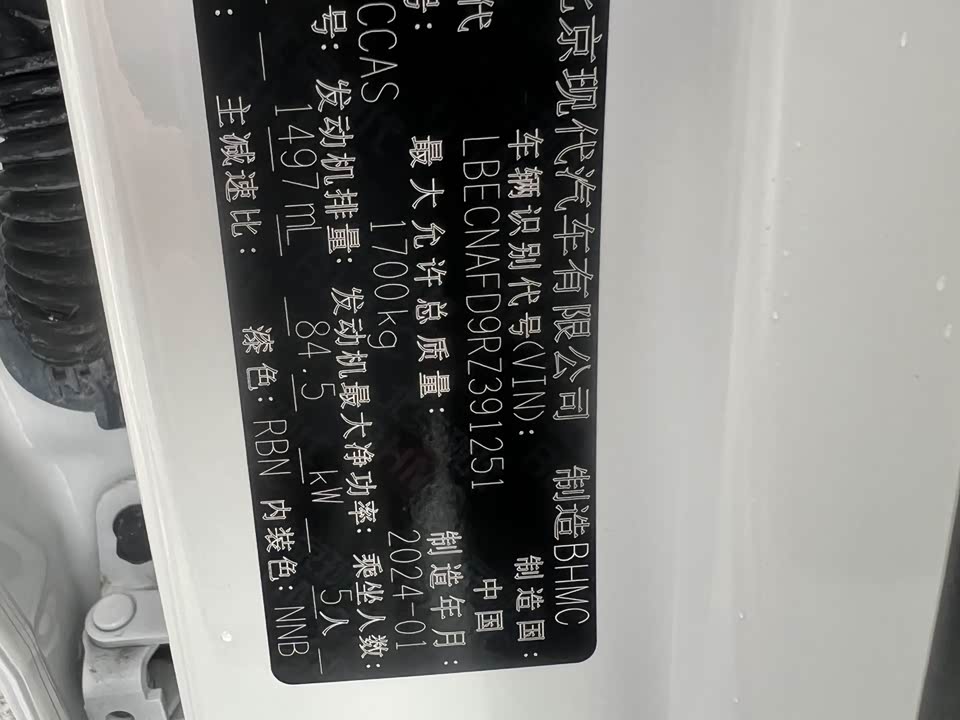 北京现代汽车有限公司 制造BHMC
代 车辆识别代号(VIN): 制造国:
LBECNAFD9RZ391251 中国
号: 最大允许总质量: 制造年月:
CCAS 1700kg 2024-01
号: 发动机排量: 发动机最大净功率: 乘坐人数:
1497mL 84.5 kW 5人
主减速比: 漆色: RBN 内装色: NNB